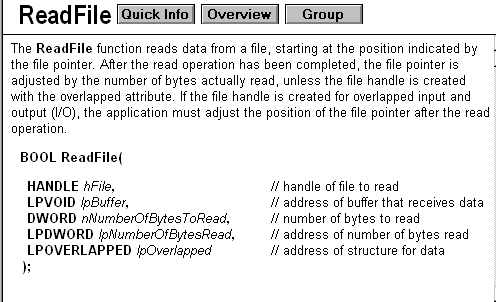 ReadFile Quick Info Overview Group
The ReadFile function reads data from a file, starting at the position indicated by
the file pointer. After the read operation has been completed, the file pointer is
adjusted by the number of bytes actually read, unless the file handle is created
with the overlapped attribute. If the file handle is created for overlapped input and
output (I/O), the application must adjust the position of the file pointer after the read
operation.
BOOL ReadFile(
HANDLE hFile, // handle of file to read
LPVOID lpBuffer, // address of buffer that receives data
DWORD nNumberOfBytesToRead, // number of bytes to read
LPDWORD lpNumberOfBytesRead, // address of number of bytes read
LPOVERLAPPED lpOverlapped // address of structure for data
);